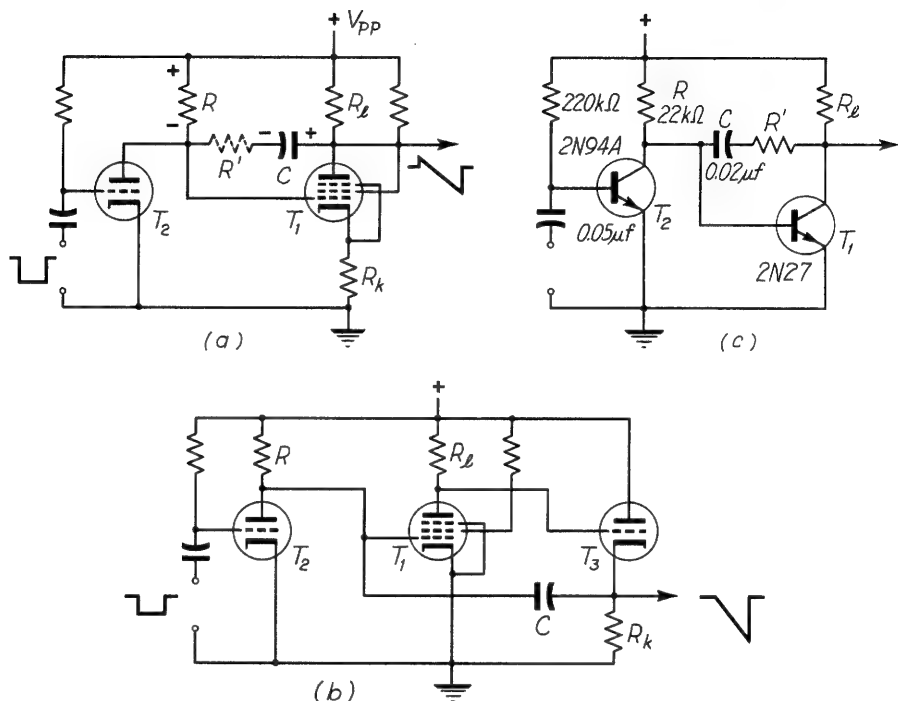 + V_PP
+
R
-
R'
- +
C
R_ℓ
T_2
T_1
R_k
(a)
+
220kΩ
R
22kΩ
C
R'
R_ℓ
2N94A
0.02μf
T_2
0.05μf
T_1
2N27
(c)
+
R
R_ℓ
T_2
T_1
T_3
C
R_k
(b)